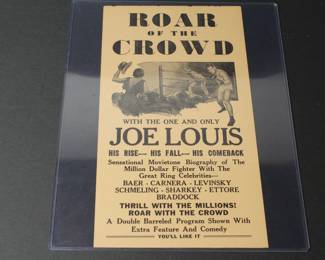 ROAR
OF THE
CROWD
WITH THE ONE AND ONLY
JOE LOUIS
HIS RISE— HIS FALL— HIS COMEBACK
Sensational Movietone Biography of the
Million Dollar Fighter With The
Great Ring Celebrities—
BAER - CARNERA - LEVINSKY
SCHMELING - SHARKEY - ETTORE
BRADDOCK
THRILL WITH THE MILLIONS!
ROAR WITH THE CROWD
A Double Barreled Program Shown With
Extra Feature And Comedy
YOU'LL LIKE IT